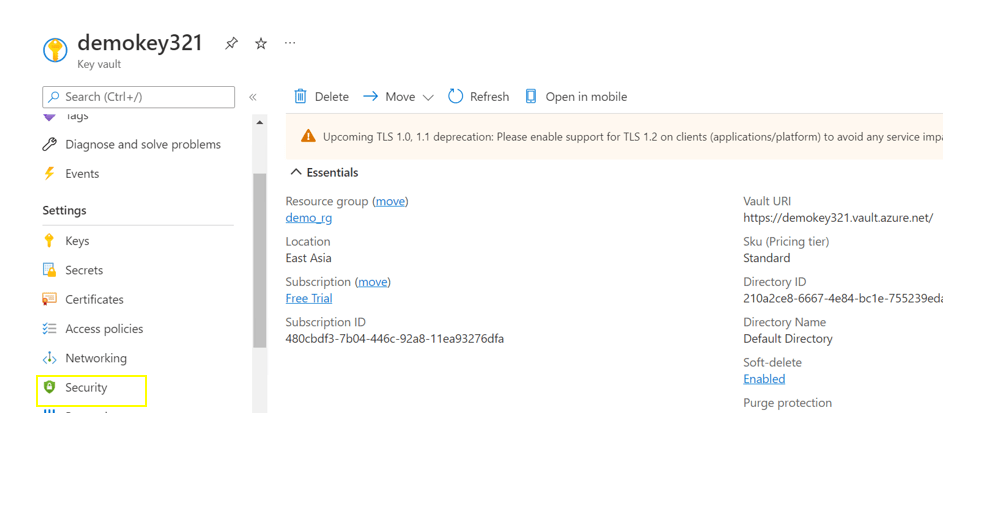 demokey321
Key vault
Search (Ctrl+/)
Tags
Diagnose and solve problems
Events
Settings
Keys
Secrets
Certificates
Access policies
Networking
Security
Delete
Move
Refresh
Open in mobile
Upcoming TLS 1.0, 1.1 deprecation: Please enable support for TLS 1.2 on clients (applications/platform) to avoid any service
Essentials
Resource group (move)
demo_rg
Location
East Asia
Subscription (move)
Free Trial
Subscription ID
480cbdf3-7b04-446c-92a8-11ea93276dfa
Vault URI
https://demokey321.vault.azure.net/
Sku (Pricing tier)
Standard
Directory ID
210a2ce8-6667-4e84-bc1e-755239eda
Directory Name
Default Directory
Soft-delete
Enabled
Purge protection